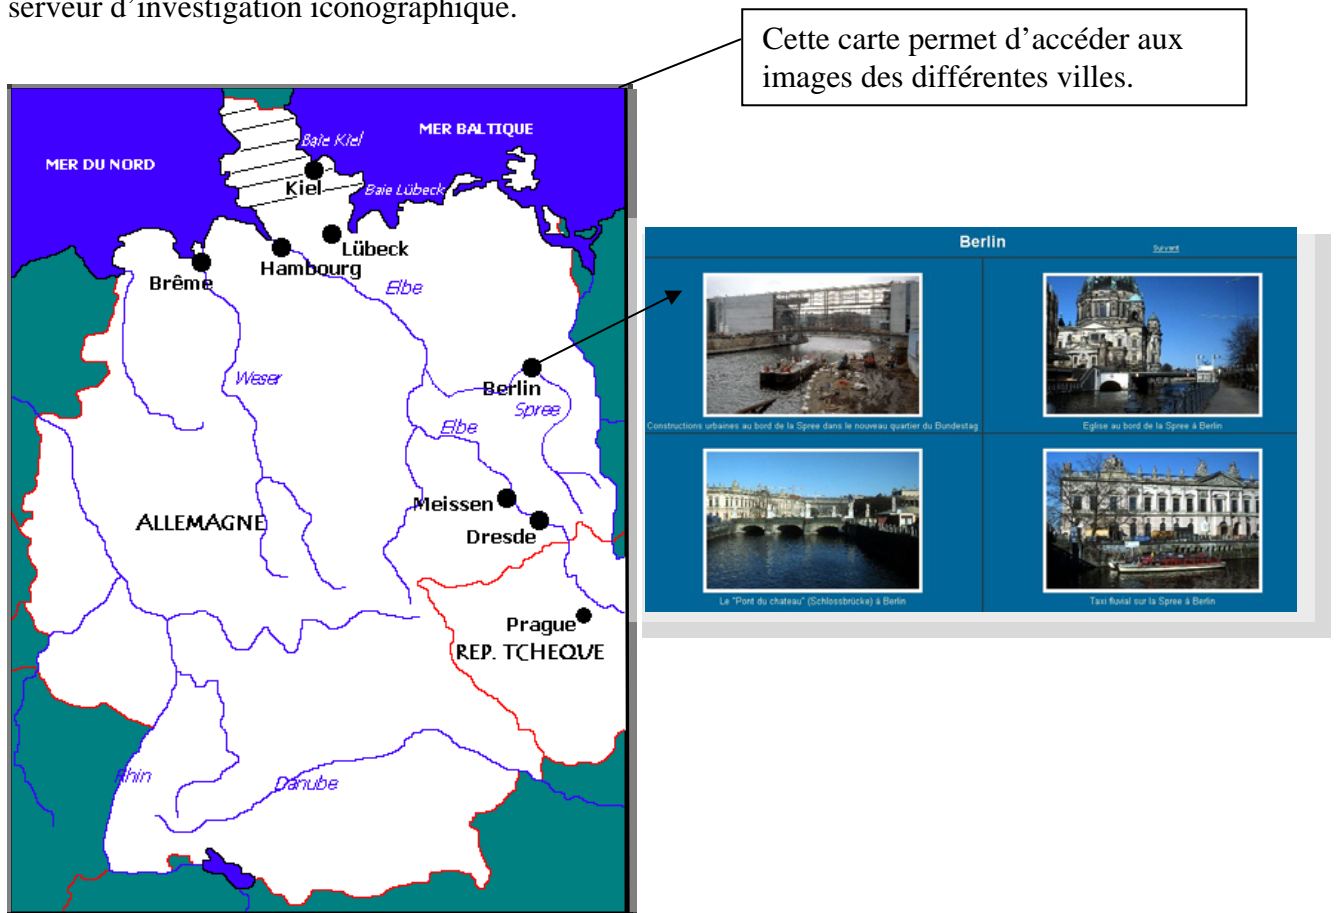 serveur d'investigation iconographique.
Cette carte permet d'accéder aux
images des différentes villes.
MER BALTIQUE
Baie Kiel
MER DU NORD
Kiel
Baie Lübeck
Lübeck
Hambourg
Brême
Elbe
Weser
Berlin
Spree
Elbe
Meissen
ALLEMAGNE
Dresde
Prague
REP. TCHEQUE
Rhin
Danube
Berlin
Suivant
Constructions urbaines au bord de la Spree dans le nouveau quartier du Bundestag
Eglise au bord de la Spree à Berlin
Le "Pont du chateau" (Schlossbrücke) à Berlin
Taxi fluvial sur la Spree à Berlin